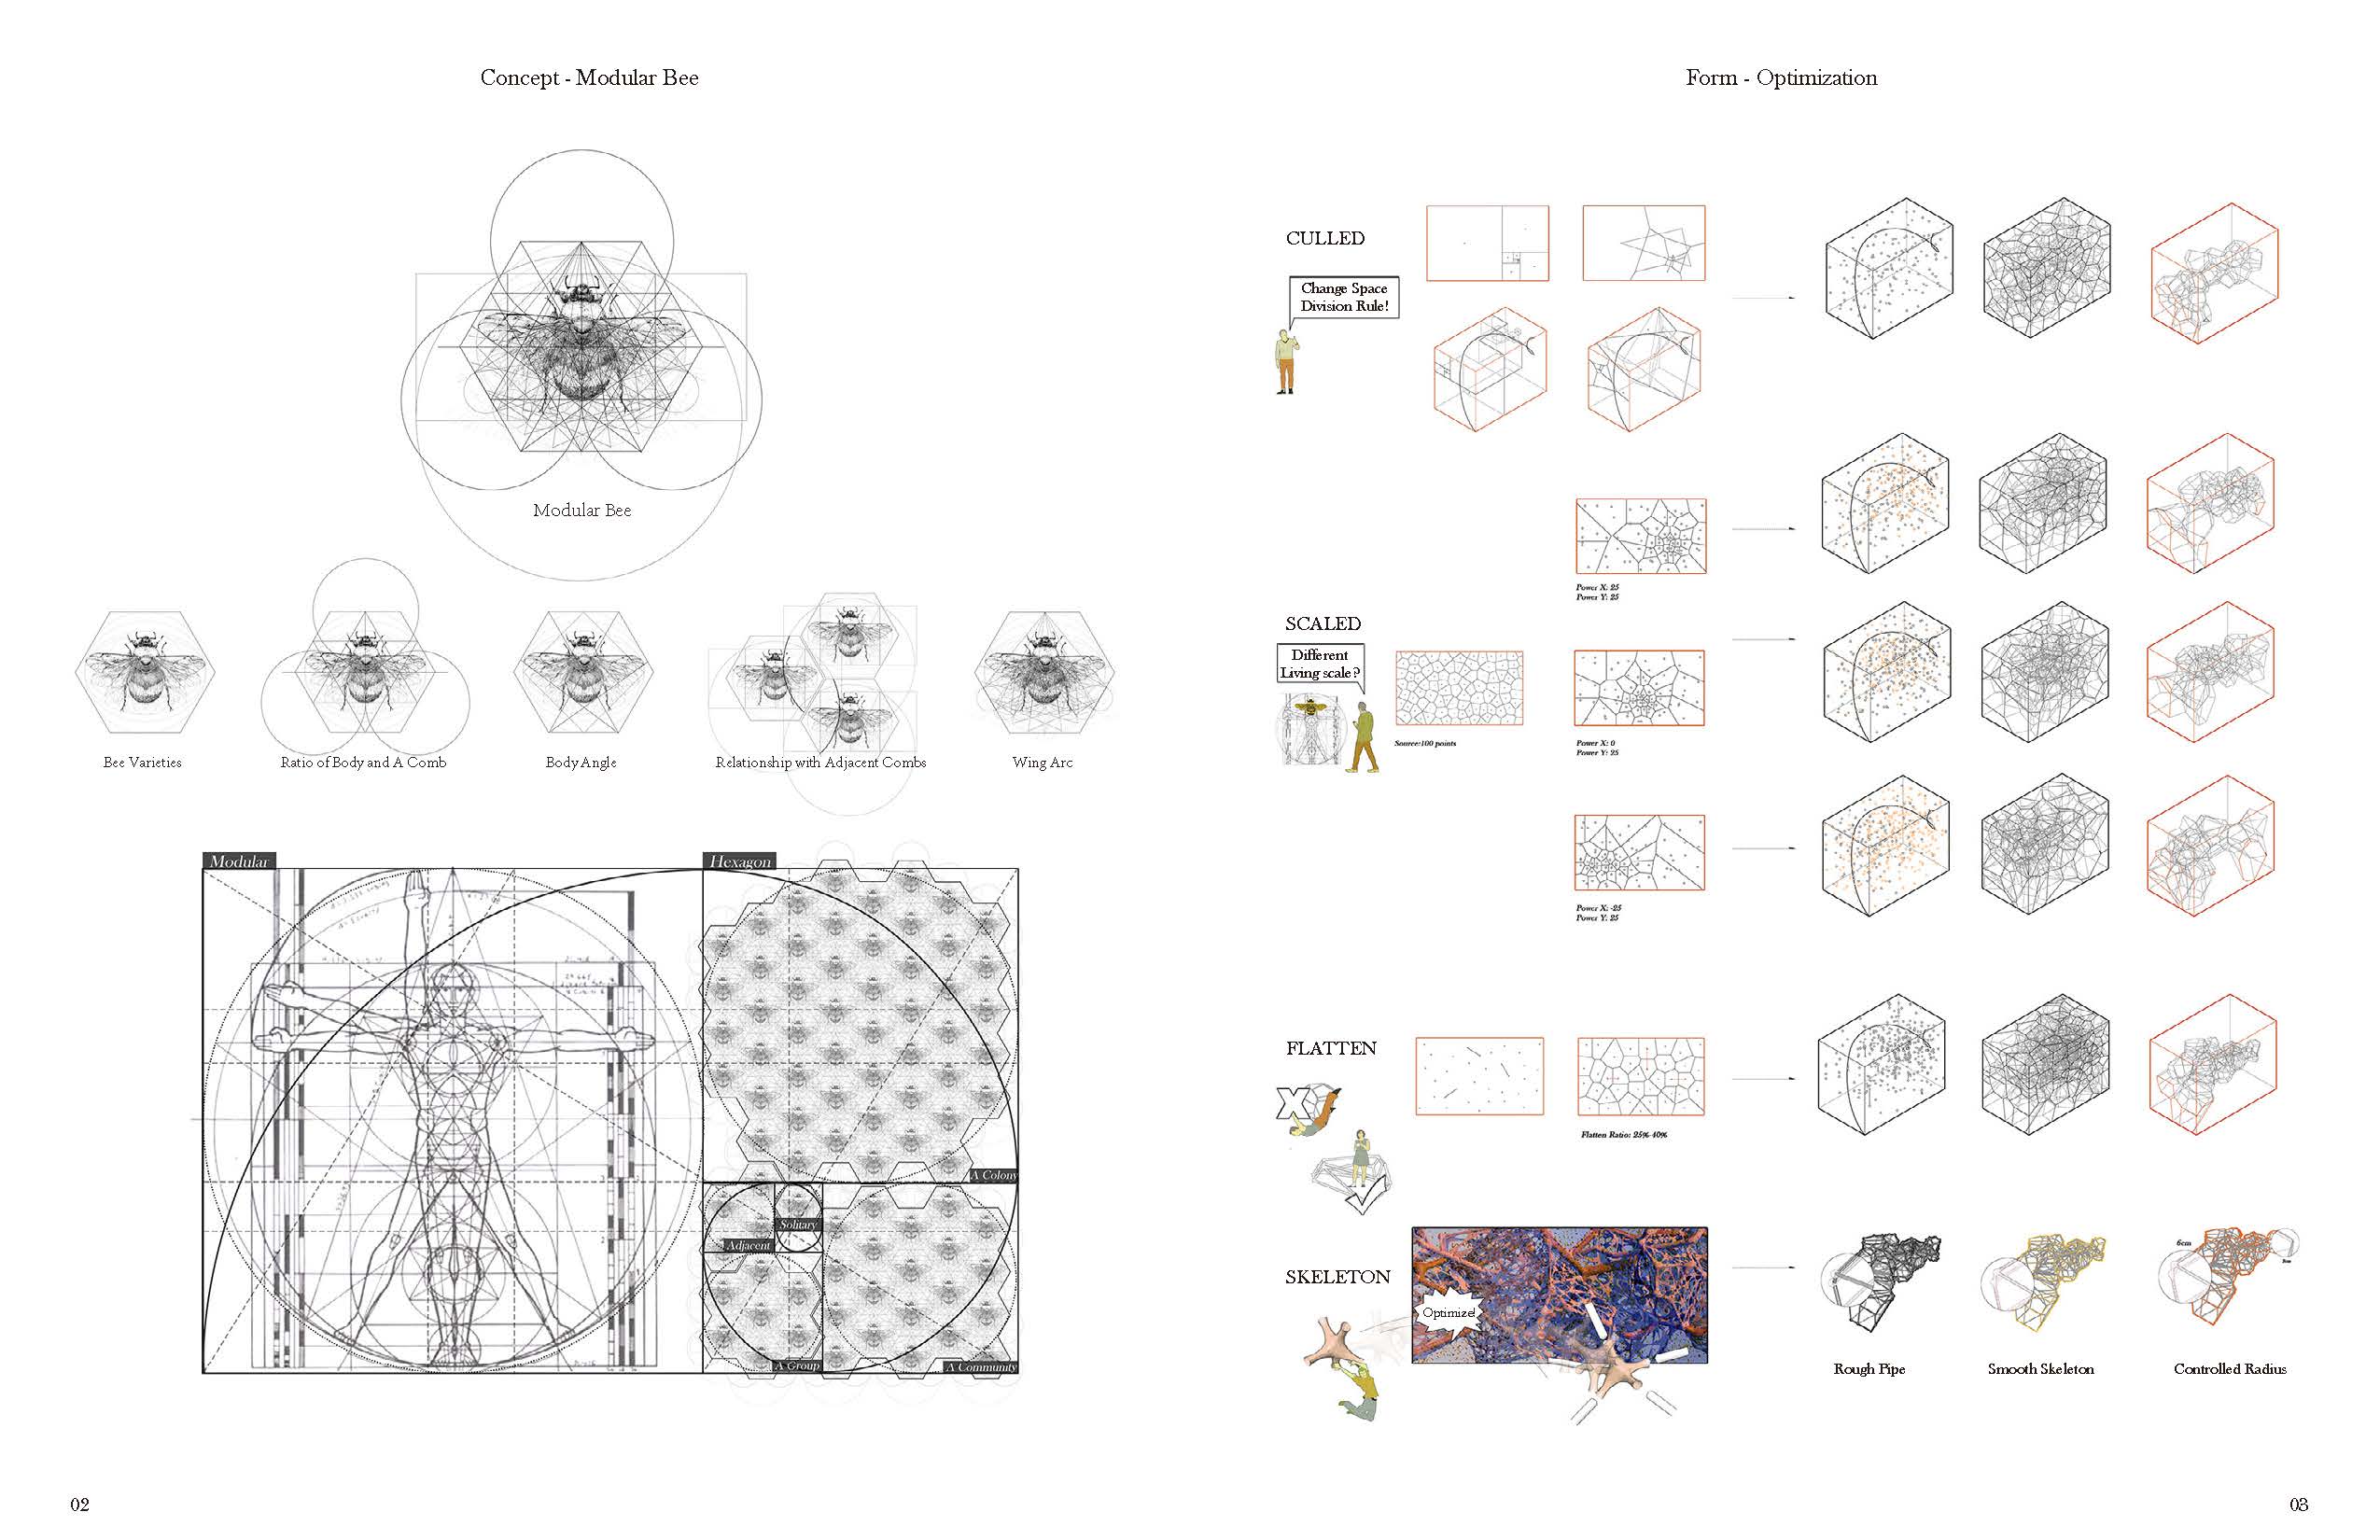 Concept - Modular Bee
Modular Bee
Bee Varieties
Ratio of Body and A Comb
Body Angle
Relationship with Adjacent Combs
Wing Arc
Modular
Hexagon
A Colony
Solitary
Adjacent
A Group
A Community
02
Form - Optimization
CULLED
Change Space
Division Rule!
Power X: 25
Power Y: 25
SCALED
Different
Living scale?
Source:100 points
Power X: 0
Power Y: 25
Power X: -25
Power Y: 25
FLATTEN
X
Flatten Ratio: 25%-40%
SKELETON
Optimize!
6cm
Rough Pipe
Smooth Skeleton
Controlled Radius
03